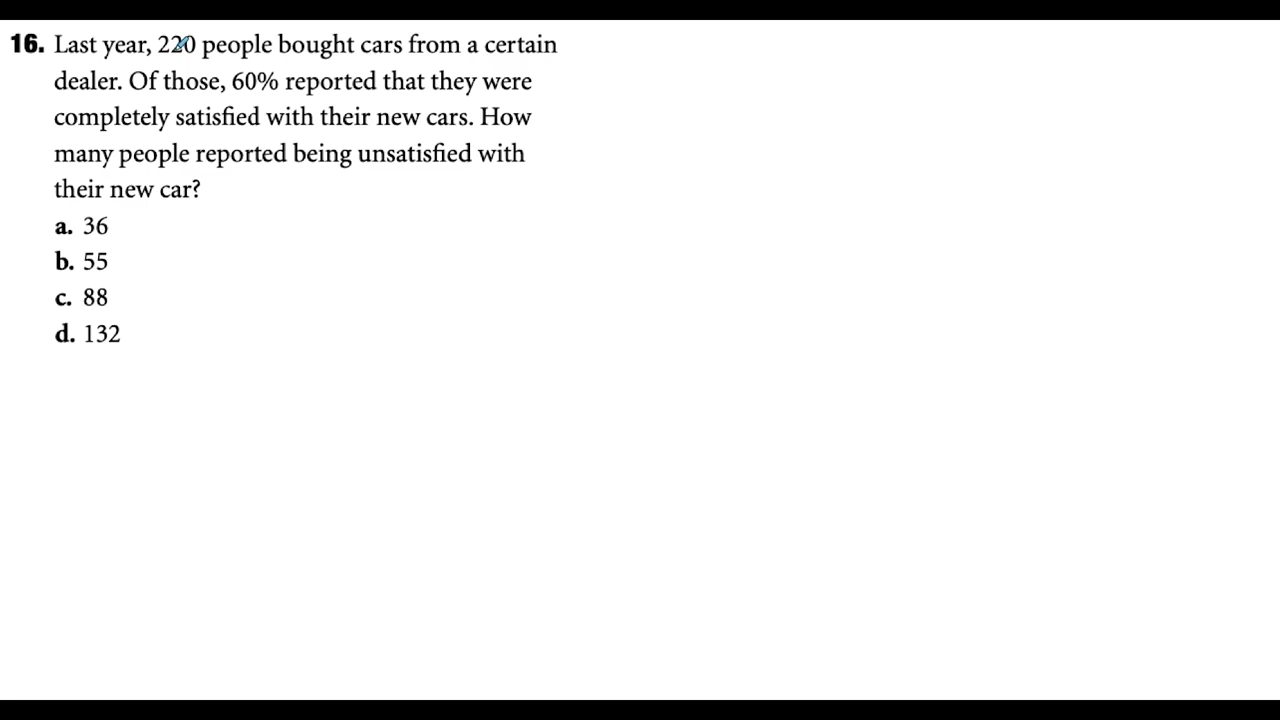 16. Last year, 220 people bought cars from a certain
dealer. Of those, 60% reported that they were
completely satisfied with their new cars. How
many people reported being unsatisfied with
their new car?
a. 36
b. 55
c. 88
d. 132